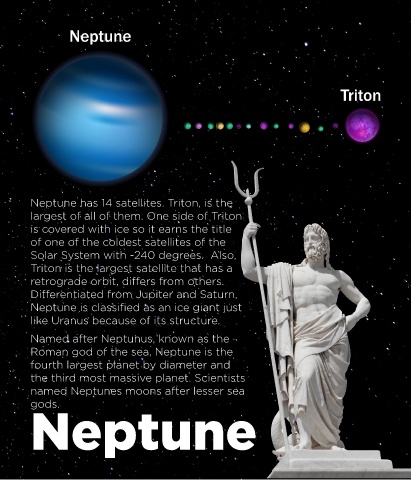 Neptune
Triton
Neptune has 14 satellites. Triton, is the
largest of all of them. One side of Triton
is covered with ice so it earns the title
of one of the coldest satellites of the
Solar System with -240 degrees. Also,
Triton is the largest satellite that has a
retrograde orbit, differs from others.
Differentiated from Jupiter and Saturn,
Neptune is classified as an ice giant just
like Uranus because of its structure.
Named after Neptuhus, known as the
Roman god of the sea, Neptune is the
fourth largest planet by diameter and
the third most massive planet. Scientists
named Neptunes moons after lesser sea
gods.
Neptune